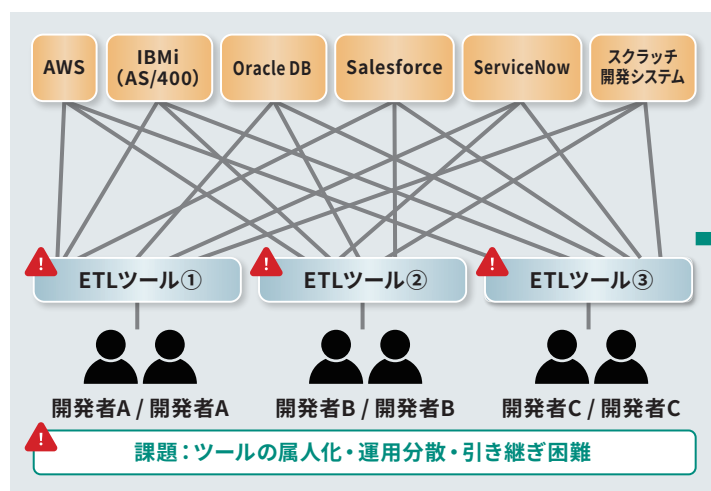 AWS
IBMi
（AS/400）
Oracle DB
Salesforce
ServiceNow
スクラッチ
開発システム
!
ETLツール①
!
ETLツール②
!
ETLツール③
開発者A / 開発者A
開発者B / 開発者B
開発者C / 開発者C
!
課題：ツールの属人化・運用分散・引き継ぎ困難